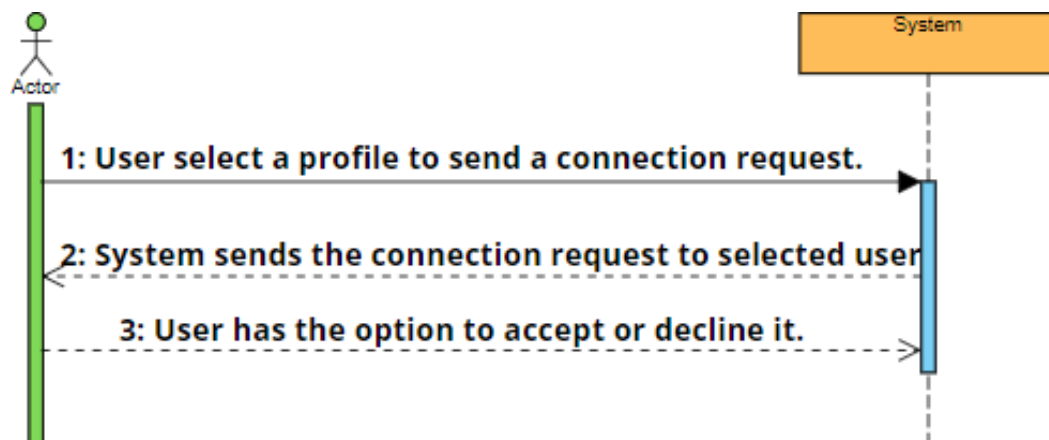 System
Actor
1: User select a profile to send a connection request.
2: System sends the connection request to selected user
3: User has the option to accept or decline it.